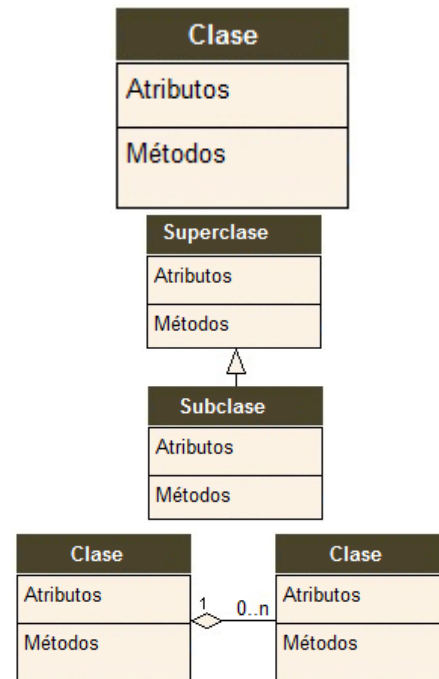 Clase
Atributos
Métodos
Superclase
Atributos
Métodos
Subclase
Atributos
Métodos
Clase
Atributos
Métodos
1
0..n
Clase
Atributos
Métodos